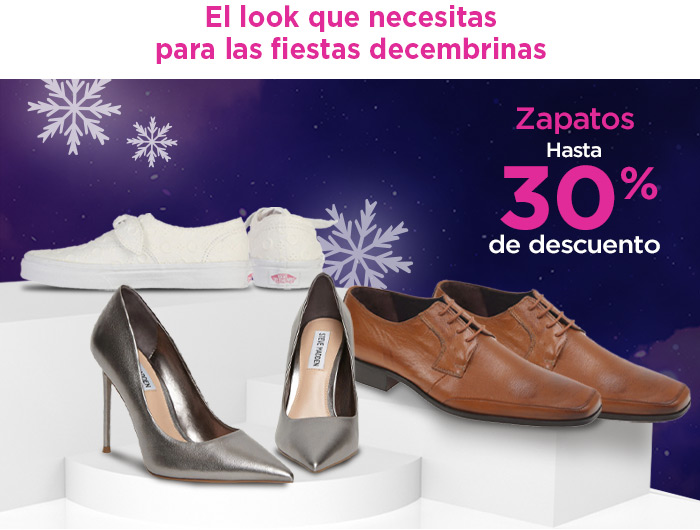 El look que necesitas
para las fiestas decembrinas
Zapatos
Hasta
30%
de descuento
STEVE MADDEN